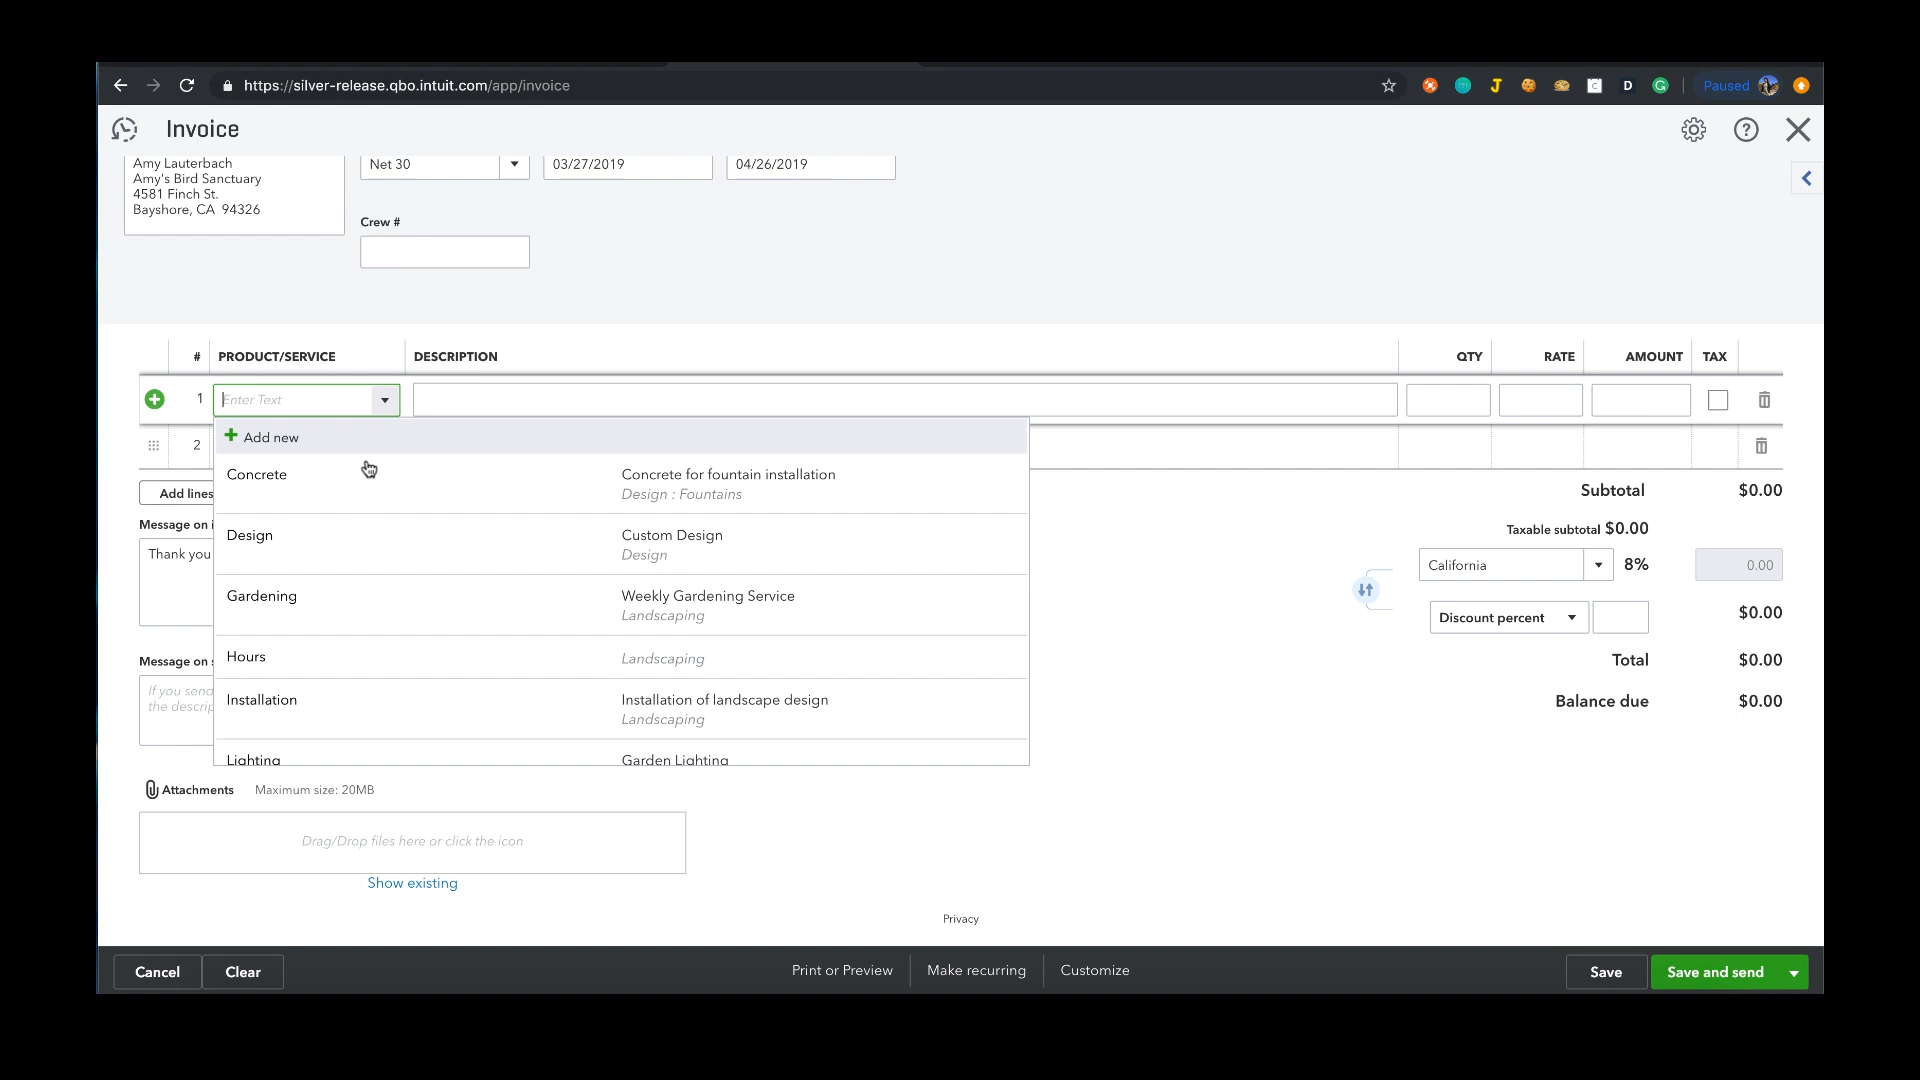 https://silver-release.qbo.intuit.com/app/invoice
J
C
D
G
Paused
Invoice
Amy Lauterbach
Amy's Bird Sanctuary
4581 Finch St.
Bayshore, CA 94326
Net 30
03/27/2019
04/26/2019
Crew #
# PRODUCT/SERVICE DESCRIPTION QTY RATE AMOUNT TAX
1 Enter Text
2
Add new
Concrete Concrete for fountain installation
Design : Fountains
Design Custom Design
Design
Gardening Weekly Gardening Service
Landscaping
Hours Landscaping
Installation Installation of landscape design
Landscaping
Lighting Garden Lighting
Add lines
Message on i
Thank you
Message on s
If you send
the descrip
Subtotal $0.00
Taxable subtotal $0.00
California 8% 0.00
Discount percent $0.00
Total $0.00
Balance due $0.00
Attachments Maximum size: 20MB
Drag/Drop files here or click the icon
Show existing
Privacy
Cancel Clear Print or Preview Make recurring Customize Save Save and send